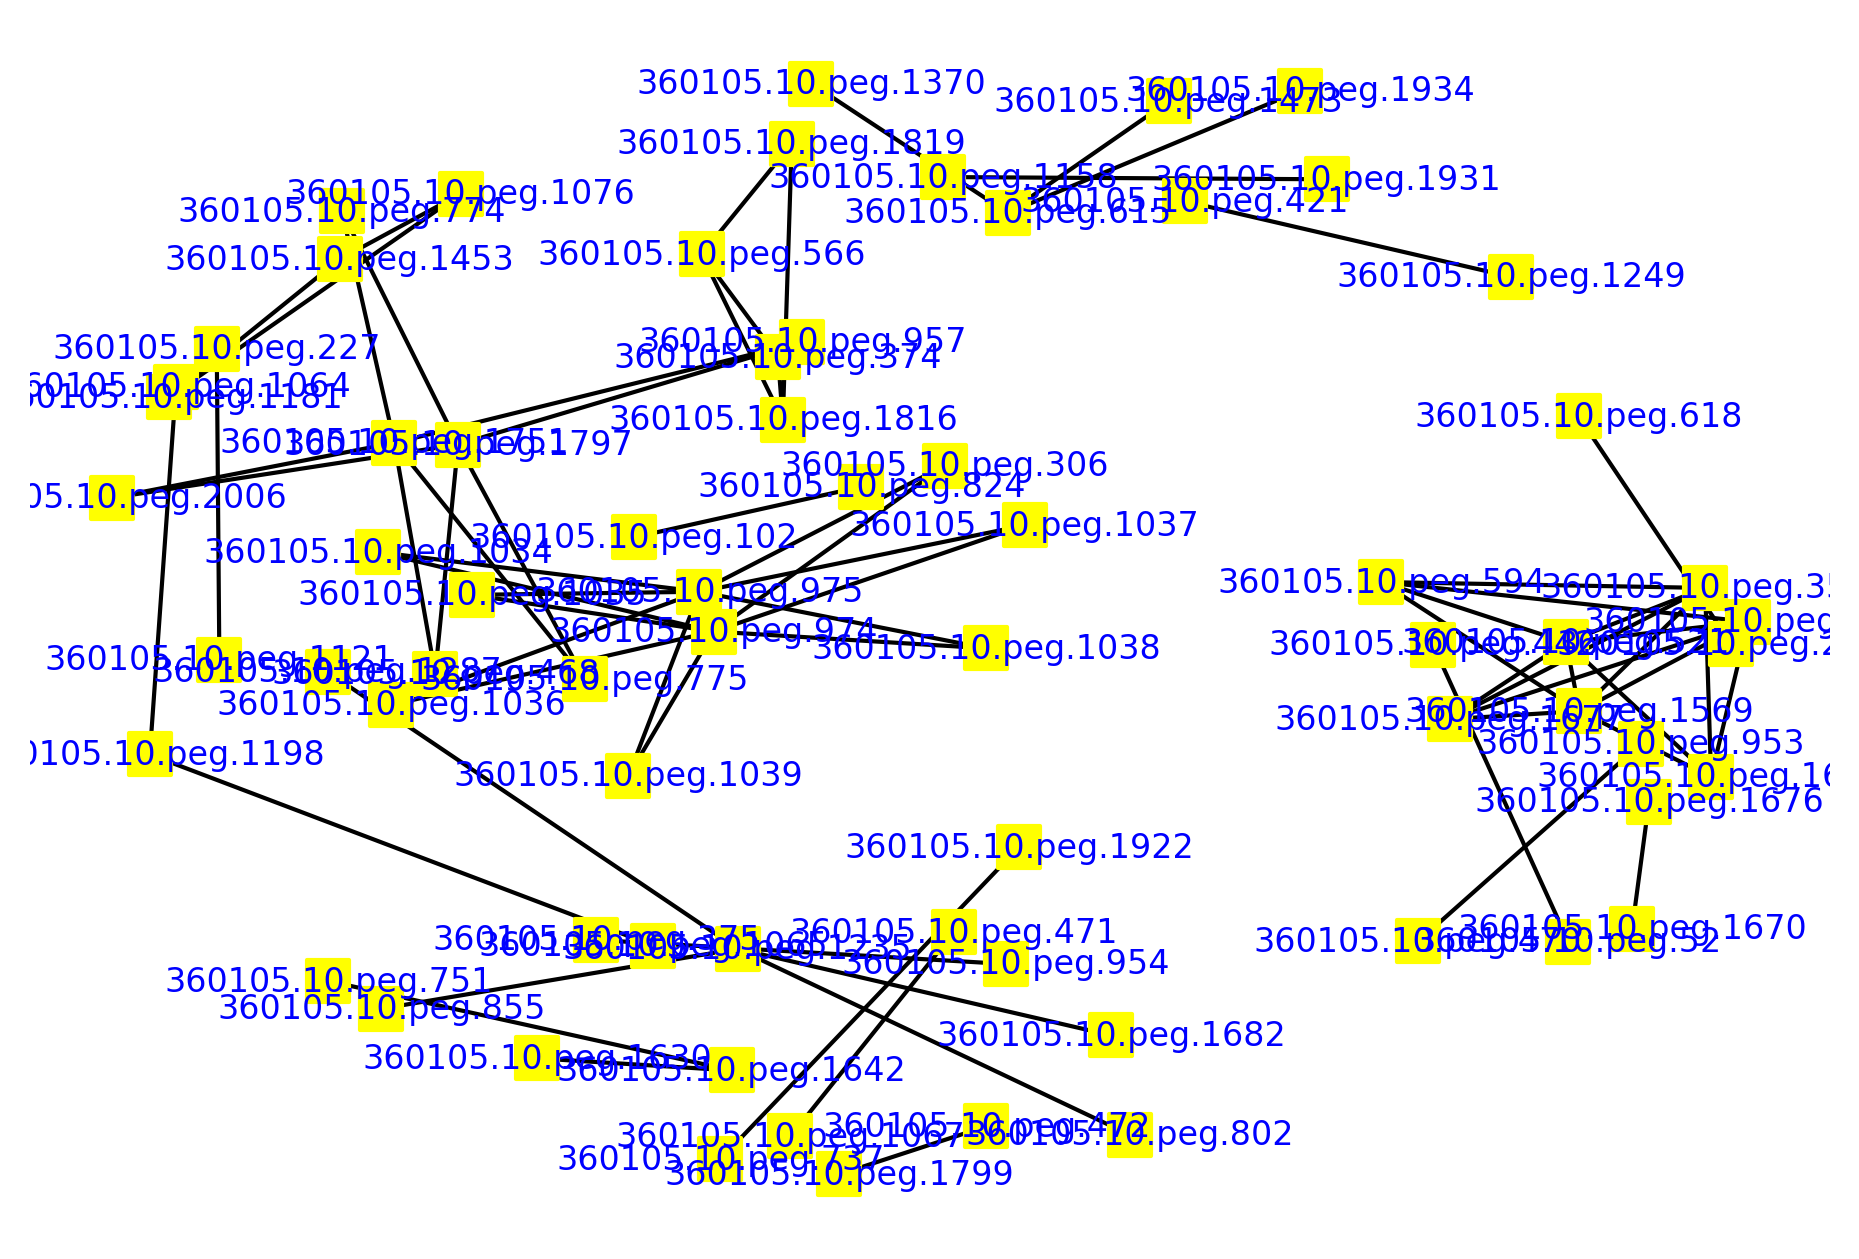 360105.10.peg.1370
360105.10.peg.1934
360105.10.peg.1473
360105.10.peg.1819
360105.10.peg.1158
360105.10.peg.1931
360105.10.peg.1076
360105.10.peg.774
360105.10.peg.421
360105.10.peg.615
360105.10.peg.566
360105.10.peg.1453
360105.10.peg.1249
360105.10.peg.957
360105.10.peg.227
360105.10.peg.374
60105.10.peg.1064
0105.10.peg.1181
360105.10.peg.1816
360105.10.peg.618
360105.10.peg.1751
360105.10.peg.1797
360105.10.peg.306
360105.10.peg.824
05.10.peg.2006
360105.10.peg.1037
360105.10.peg.102
360105.10.peg.1034
360105.10.peg.594
360105.10.peg.35
360105.10.peg.975
360105.10.peg.1035
360105.10.peg
360105.10.peg.974
360105.10.peg.1038
360105.10.peg.2
360105.10.peg.1121
360105.10.peg.468
360105.10.peg.775
360105.10.peg.1036
360105.10.peg.1569
360105.10.peg.1677
360105.10.peg.953
0105.10.peg.1198
360105.10.peg.1039
360105.10.peg.16
360105.10.peg.1676
360105.10.peg.1922
360105.10.peg.1670
360105.10.peg.471
360105.10.peg.375
360105.10.peg.1235
360105.10.peg.470
360105.10.peg.52
360105.10.peg.954
360105.10.peg.751
360105.10.peg.855
360105.10.peg.1682
360105.10.peg.1630
360105.10.peg.1642
360105.10.peg.472
360105.10.peg.802
360105.10.peg.1067
360105.10.peg.737
360105.10.peg.1799